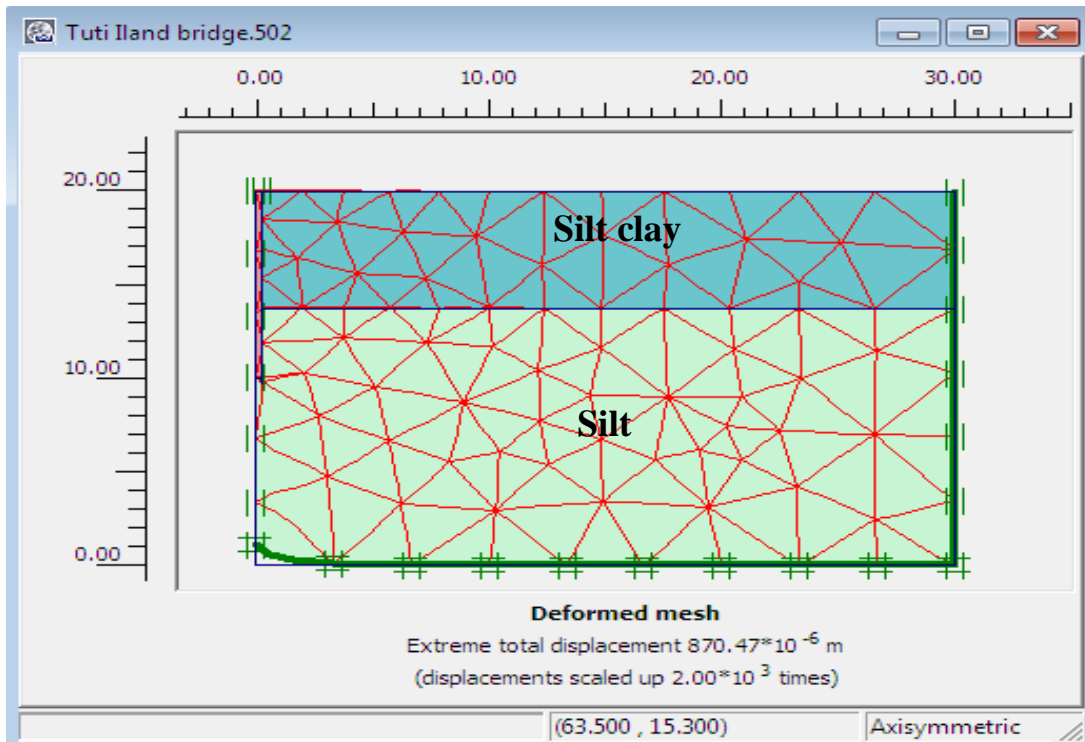 Tuti Iland bridge.502
0.00 10.00 20.00 30.00
20.00
Silt clay
10.00
Silt
0.00
Deformed mesh
Extreme total displacement 870.47*10 -6 m
(displacements scaled up 2.00*10 3 times)
(63.500 , 15.300) Axisymmetric